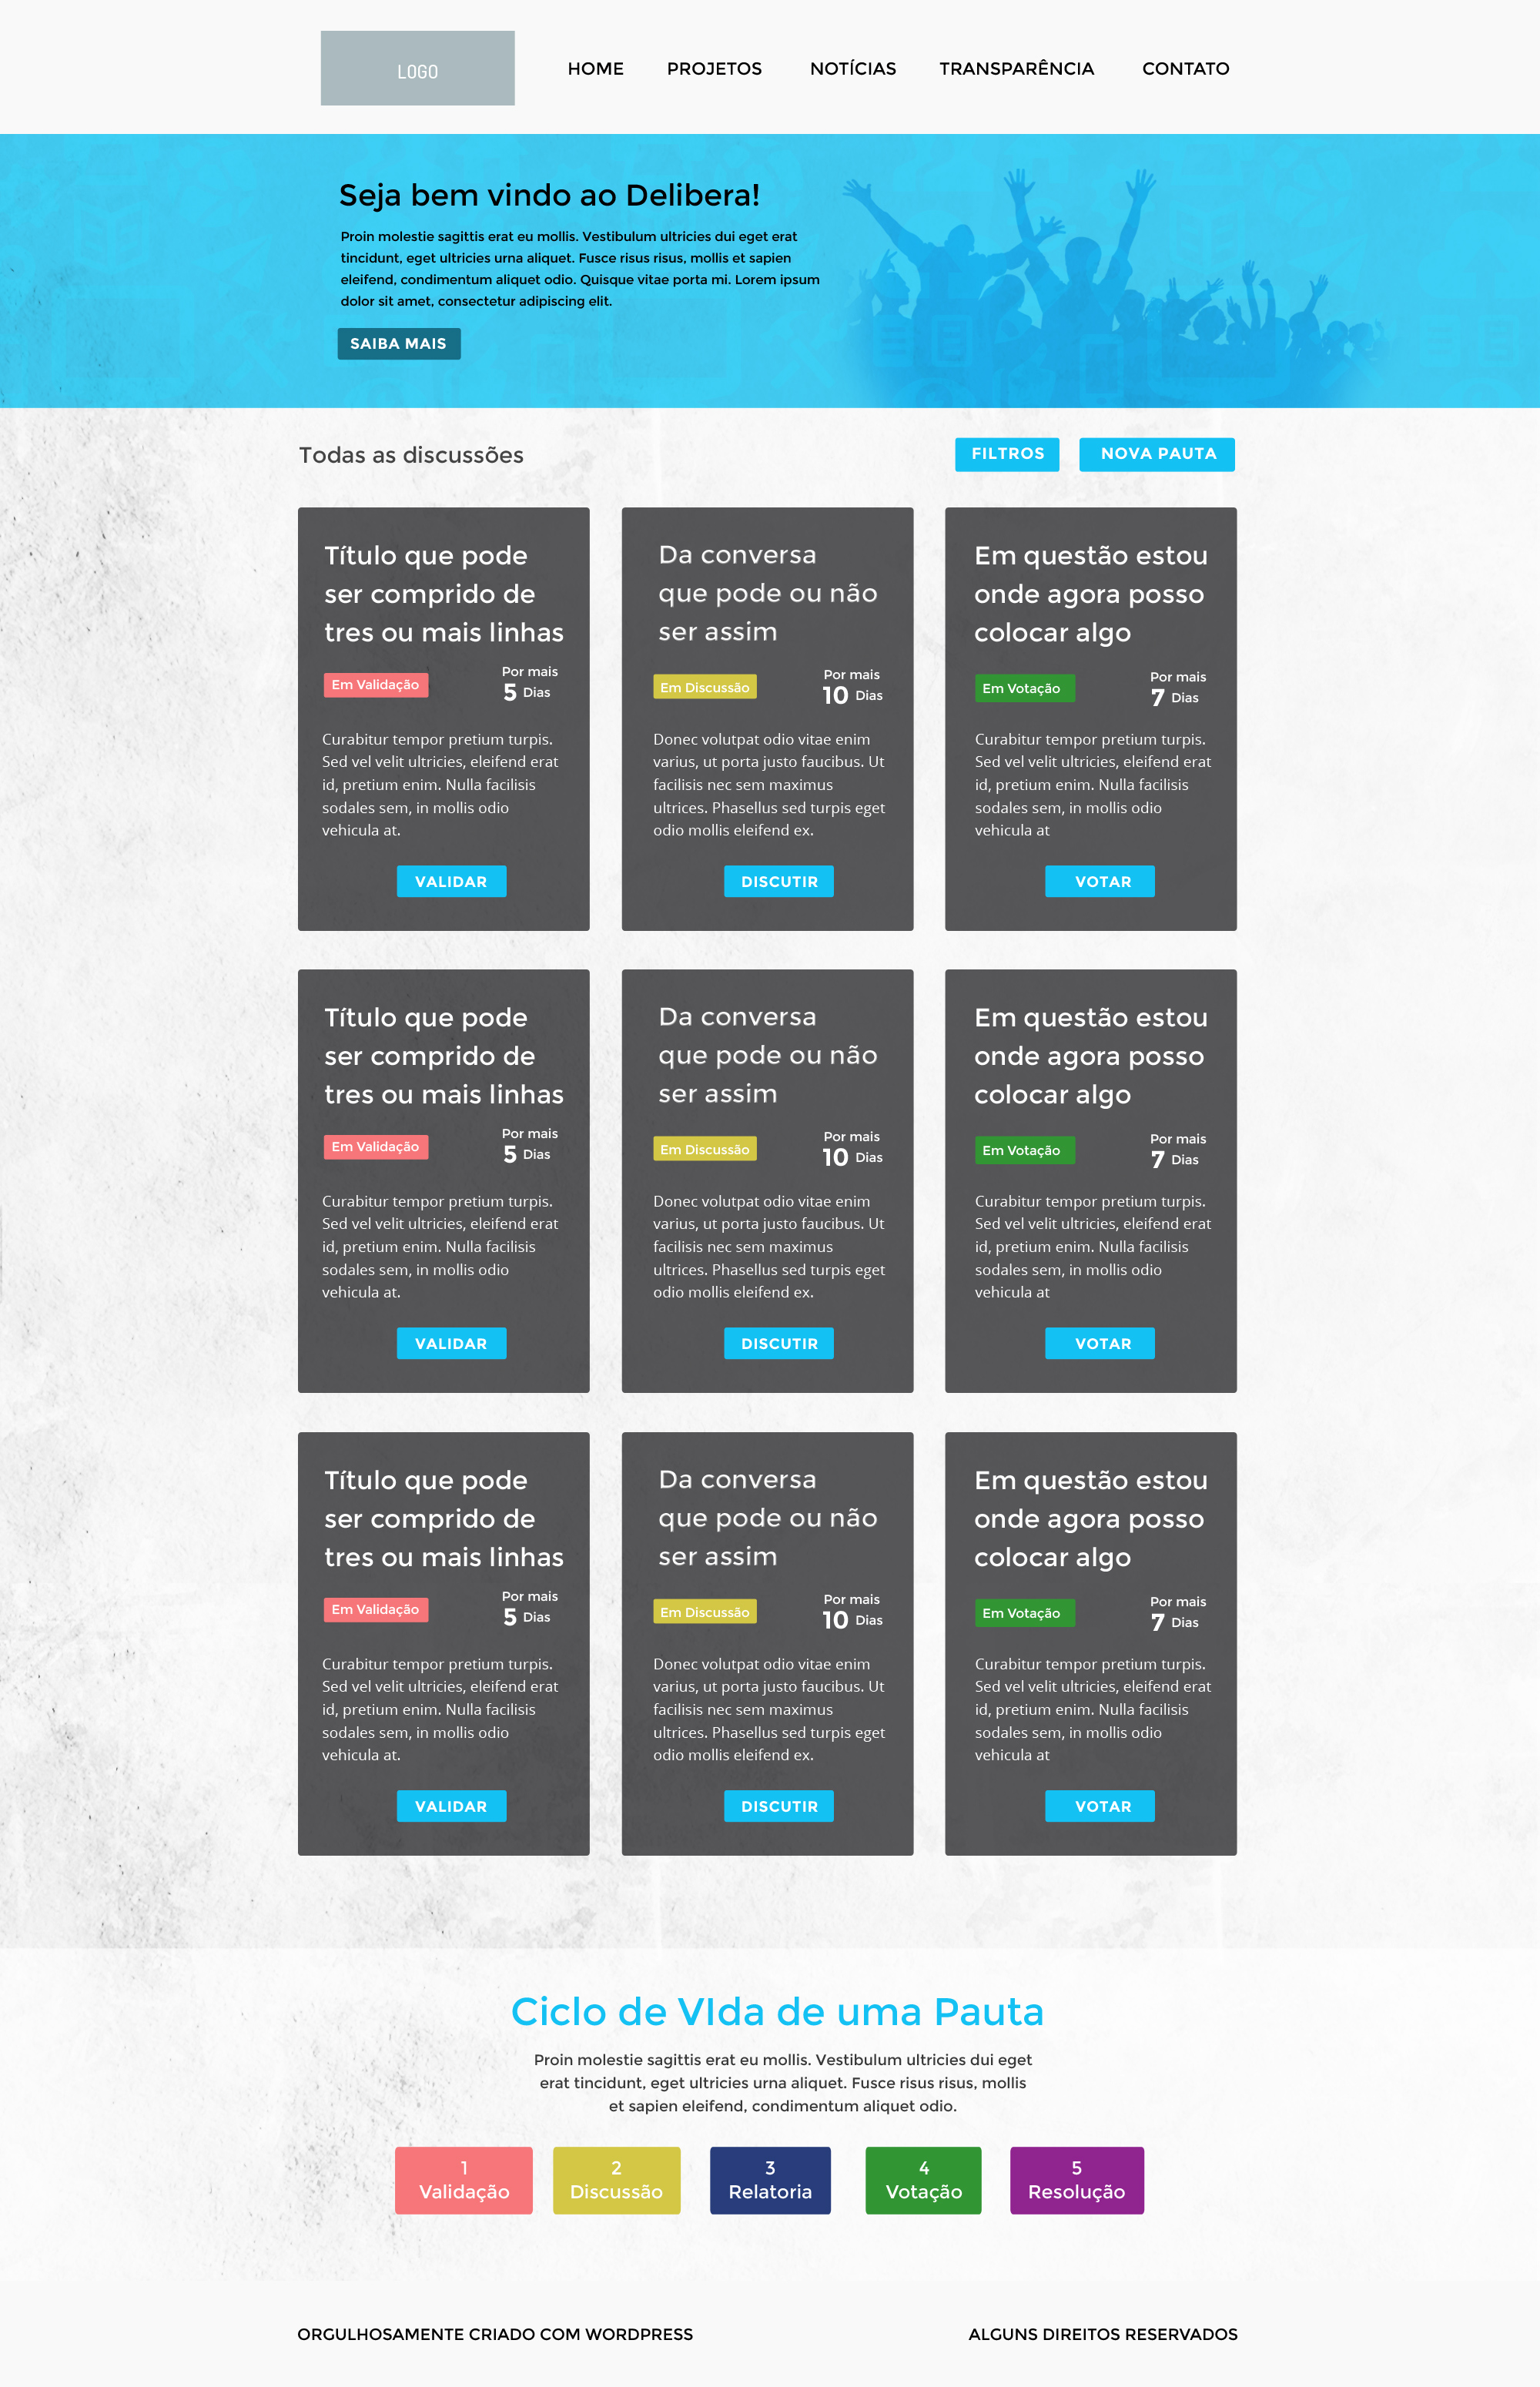 LOGO
HOME PROJETOS NOTÍCIAS TRANSPARÊNCIA CONTATO
Seja bem vindo ao Delibera!
Proin molestie sagittis erat eu mollis. Vestibulum ultricies dui eget erat
tincidunt, eget ultricies urna aliquet. Fusce risus risus, mollis et sapien
eleifend, condimentum aliquet odio. Quisque vitae porta mi. Lorem ipsum
dolor sit amet, consectetur adipiscing elit.
SAIBA MAIS
Todas as discussões
FILTROS
NOVA PAUTA
Título que pode
ser comprido de
tres ou mais linhas
Em Validação
Por mais
5 Dias
Curabitur tempor pretium turpis.
Sed vel velit ultricies, eleifend erat
id, pretium enim. Nulla facilisis
sodales sem, in mollis odio
vehicula at.
VALIDAR
Da conversa
que pode ou não
ser assim
Em Discussão
Por mais
10 Dias
Donec volutpat odio vitae enim
varius, ut porta justo faucibus. Ut
facilisis nec sem maximus
ultrices. Phasellus sed turpis eget
odio mollis eleifend ex.
DISCUTIR
Em questão estou
onde agora posso
colocar algo
Em Votação
Por mais
7 Dias
Curabitur tempor pretium turpis.
Sed vel velit ultricies, eleifend erat
id, pretium enim. Nulla facilisis
sodales sem, in mollis odio
vehicula at
VOTAR
Título que pode
ser comprido de
tres ou mais linhas
Em Validação
Por mais
5 Dias
Curabitur tempor pretium turpis.
Sed vel velit ultricies, eleifend erat
id, pretium enim. Nulla facilisis
sodales sem, in mollis odio
vehicula at.
VALIDAR
Da conversa
que pode ou não
ser assim
Em Discussão
Por mais
10 Dias
Donec volutpat odio vitae enim
varius, ut porta justo faucibus. Ut
facilisis nec sem maximus
ultrices. Phasellus sed turpis eget
odio mollis eleifend ex.
DISCUTIR
Em questão estou
onde agora posso
colocar algo
Em Votação
Por mais
7 Dias
Curabitur tempor pretium turpis.
Sed vel velit ultricies, eleifend erat
id, pretium enim. Nulla facilisis
sodales sem, in mollis odio
vehicula at
VOTAR
Título que pode
ser comprido de
tres ou mais linhas
Em Validação
Por mais
5 Dias
Curabitur tempor pretium turpis.
Sed vel velit ultricies, eleifend erat
id, pretium enim. Nulla facilisis
sodales sem, in mollis odio
vehicula at.
VALIDAR
Da conversa
que pode ou não
ser assim
Em Discussão
Por mais
10 Dias
Donec volutpat odio vitae enim
varius, ut porta justo faucibus. Ut
facilisis nec sem maximus
ultrices. Phasellus sed turpis eget
odio mollis eleifend ex.
DISCUTIR
Em questão estou
onde agora posso
colocar algo
Em Votação
Por mais
7 Dias
Curabitur tempor pretium turpis.
Sed vel velit ultricies, eleifend erat
id, pretium enim. Nulla facilisis
sodales sem, in mollis odio
vehicula at
VOTAR
Ciclo de VIda de uma Pauta
Proin molestie sagittis erat eu mollis. Vestibulum ultricies dui eget
erat tincidunt, eget ultricies urna aliquet. Fusce risus risus, mollis
et sapien eleifend, condimentum aliquet odio.
1
Validação
2
Discussão
3
Relatoria
4
Votação
5
Resolução
ORGULHOSAMENTE CRIADO COM WORDPRESS
ALGUNS DIREITOS RESERVADOS